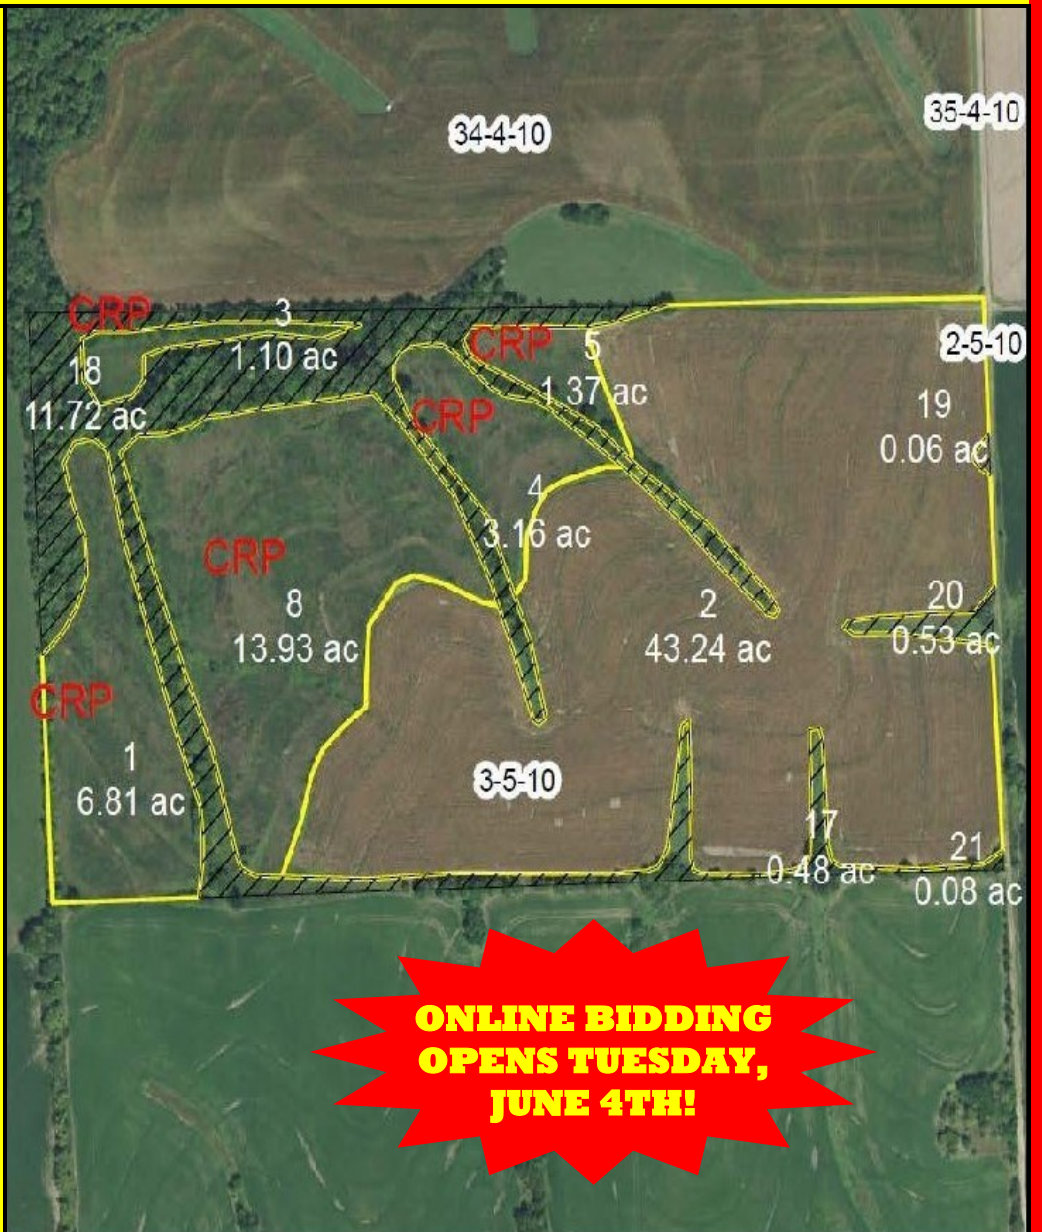 34-4-10
35-4-10
CRP
3
1.10 ac
18
11.72 ac
CRP
5
1.37 ac
2-5-10
CRP
19
0.06 ac
4
3.16 ac
CRP
8
13.93 ac
2
43.24 ac
20
0.53 ac
CRP
1
6.81 ac
3-5-10
17
0.48 ac
21
0.08 ac
ONLINE BIDDING
OPENS TUESDAY,
JUNE 4TH!